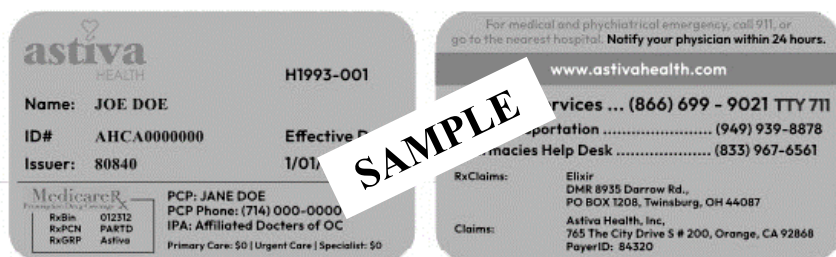 astiva
HEALTH
H1993-001
Name: JOE DOE
ID# AHCA0000000
Effective
Issuer: 80840
1/01/
MedicareRx
RxBin 012312
RxPCN PARTD
RxGRP Astiva
PCP: JANE DOE
PCP Phone: (714) 000-0000
IPA: Affiliated Docters of OC
Primary Care: $0 | Urgent Care | Specialist: $0
SAMPLE
For medical and phychiatrical emergency, call 911, or
go to the nearest hospital. Notify your physician within 24 hours.
www.astivahealth.com
rvices ... (866) 699 - 9021 TTY 711
sportation ..................... (949) 939-8878
macies Help Desk .................. (833) 967-6561
RxClaims: Elixir
DMR 8935 Darrow Rd.,
PO BOX 1208, Twinsburg, OH 44087
Claims: Astiva Health, Inc,
765 The City Drive S # 200, Orange, CA 92868
PayerID: 84320